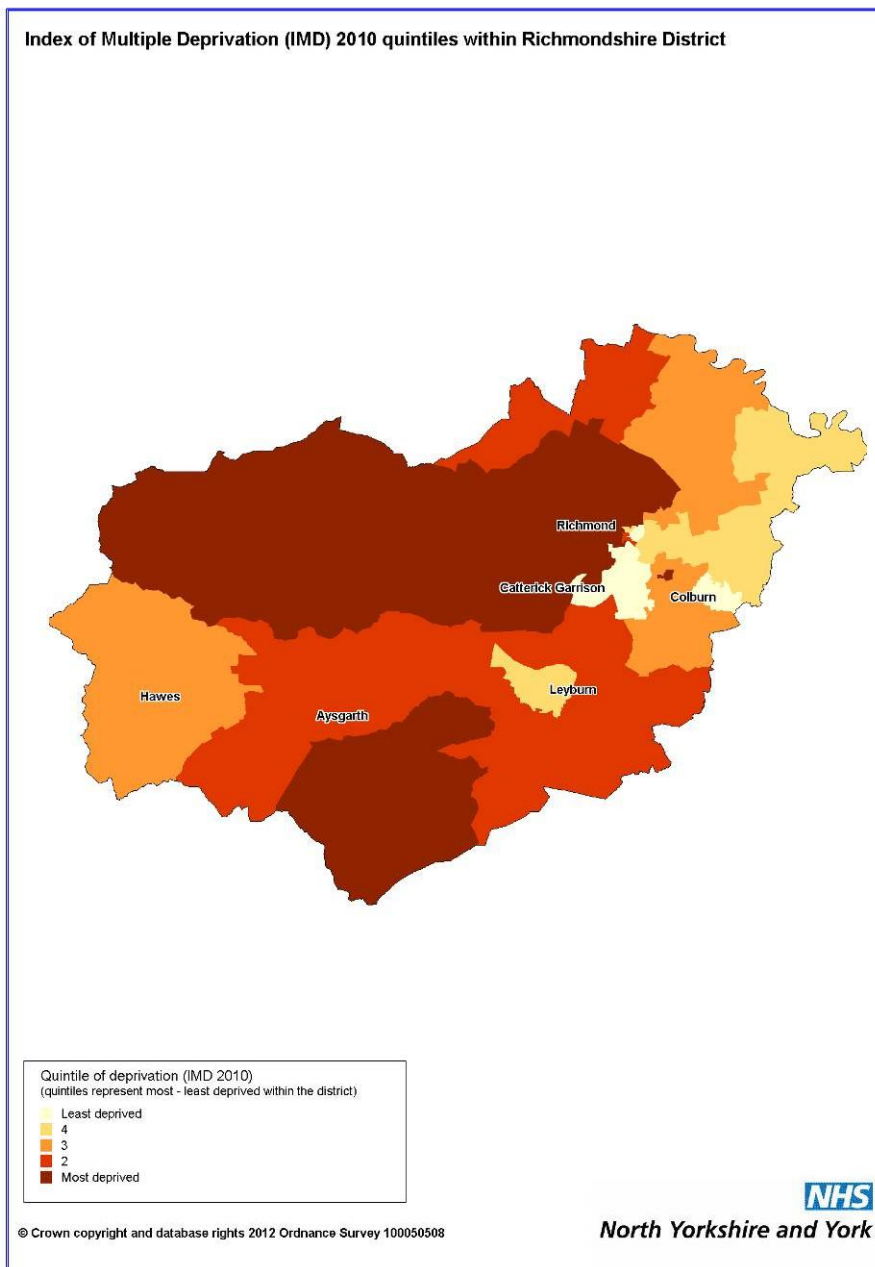 Index of Multiple Deprivation (IMD) 2010 quintiles within Richmondshire District
Richmond
Catterick Garrison
Colburn
Hawes
Leyburn
Aysgarth
Quintile of deprivation (IMD 2010)
(quintiles represent most - least deprived within the district)
Least deprived
4
3
2
Most deprived
NHS
North Yorkshire and York
© Crown copyright and database rights 2012 Ordnance Survey 100050508